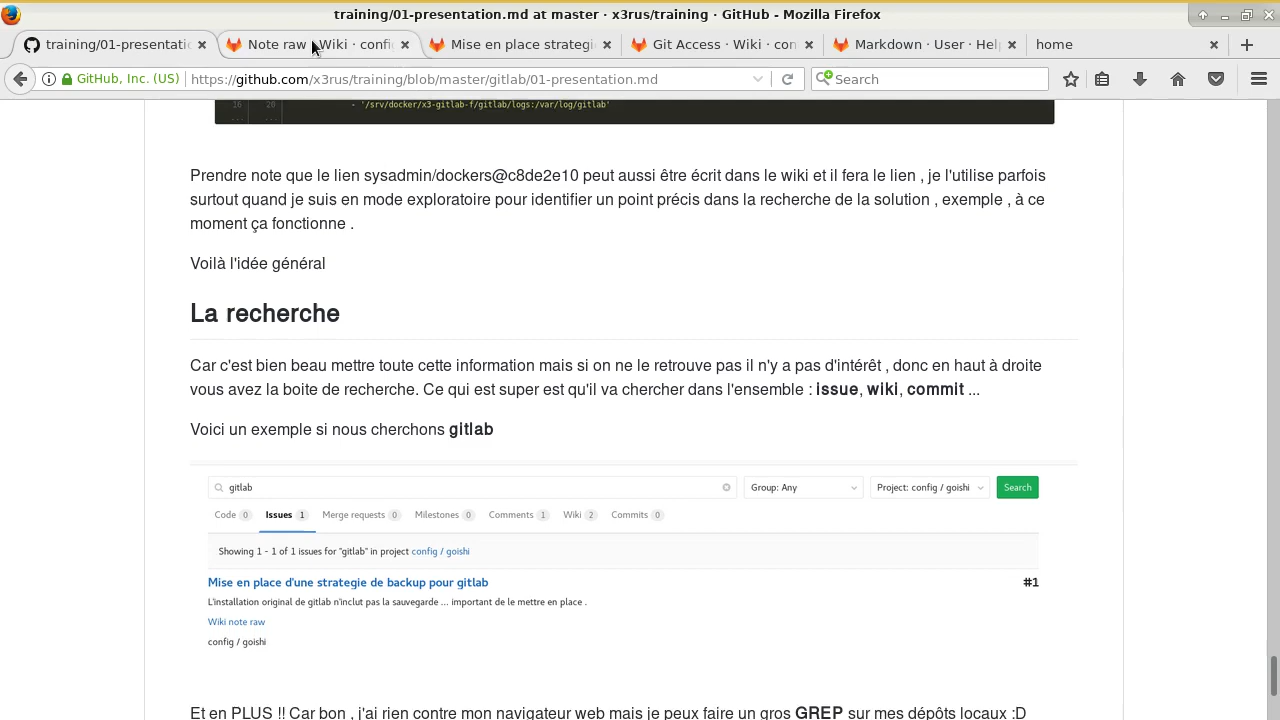 training/01-presentation.md at master · x3rus/training · GitHub - Mozilla Firefox
training/01-presentatio
Note raw · Wiki · confi
Mise en place strategi
Git Access · Wiki · con
Markdown · User · Help
home
GitHub, Inc. (US)
https://github.com/x3rus/training/blob/master/gitlab/01-presentation.md
Search
16 20 - '/srv/docker/x3-gitlab-f/gitlab/logs:/var/log/gitlab'
... ...
Prendre note que le lien sysadmin/dockers@c8de2e10 peut aussi être écrit dans le wiki et il fera le lien , je l'utilise parfois
surtout quand je suis en mode exploratoire pour identifier un point précis dans la recherche de la solution , exemple , à ce
moment ça fonctionne .
Voilà l'idée général
La recherche
Car c'est bien beau mettre toute cette information mais si on ne le retrouve pas il n'y a pas d'intérêt , donc en haut à droite
vous avez la boite de recherche. Ce qui est super est qu'il va chercher dans l'ensemble : issue, wiki, commit ...
Voici un exemple si nous cherchons gitlab
gitlab
Group: Any
Project: config / goishi
Search
Code 0 Issues 1 Merge requests 0 Milestones 0 Comments 1 Wiki 2 Commits 0
Showing 1 - 1 of 1 issues for "gitlab" in project config / goishi
Mise en place d'une strategie de backup pour gitlab #1
L'installation original de gitlab n'inclut pas la sauvegarde ... important de le mettre en place .
Wiki note raw
config / goishi
Et en PLUS !! Car bon , j'ai rien contre mon navigateur web mais je peux faire un gros GREP sur mes dépôts locaux :D